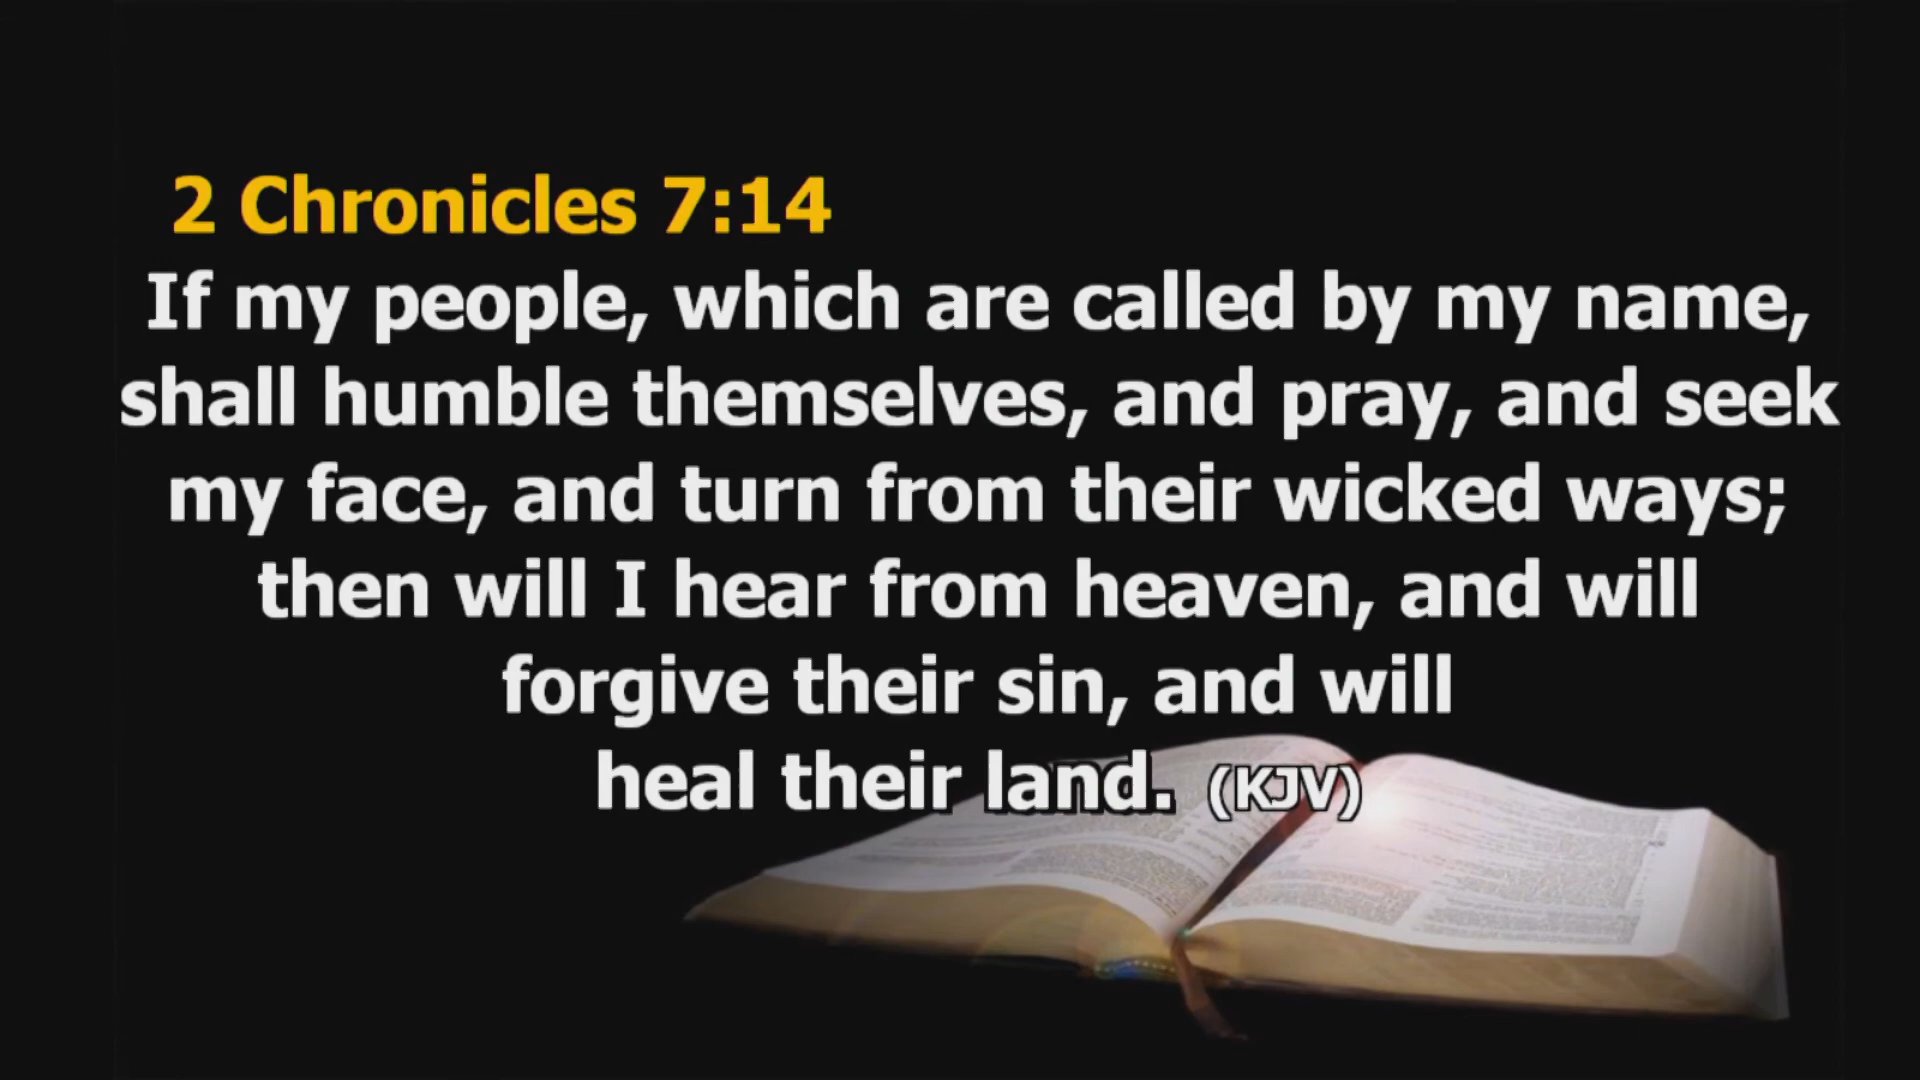 2 Chronicles 7:14
If my people, which are called by my name,
shall humble themselves, and pray, and seek
my face, and turn from their wicked ways;
then will I hear from heaven, and will
forgive their sin, and will
heal their land. (KJV)